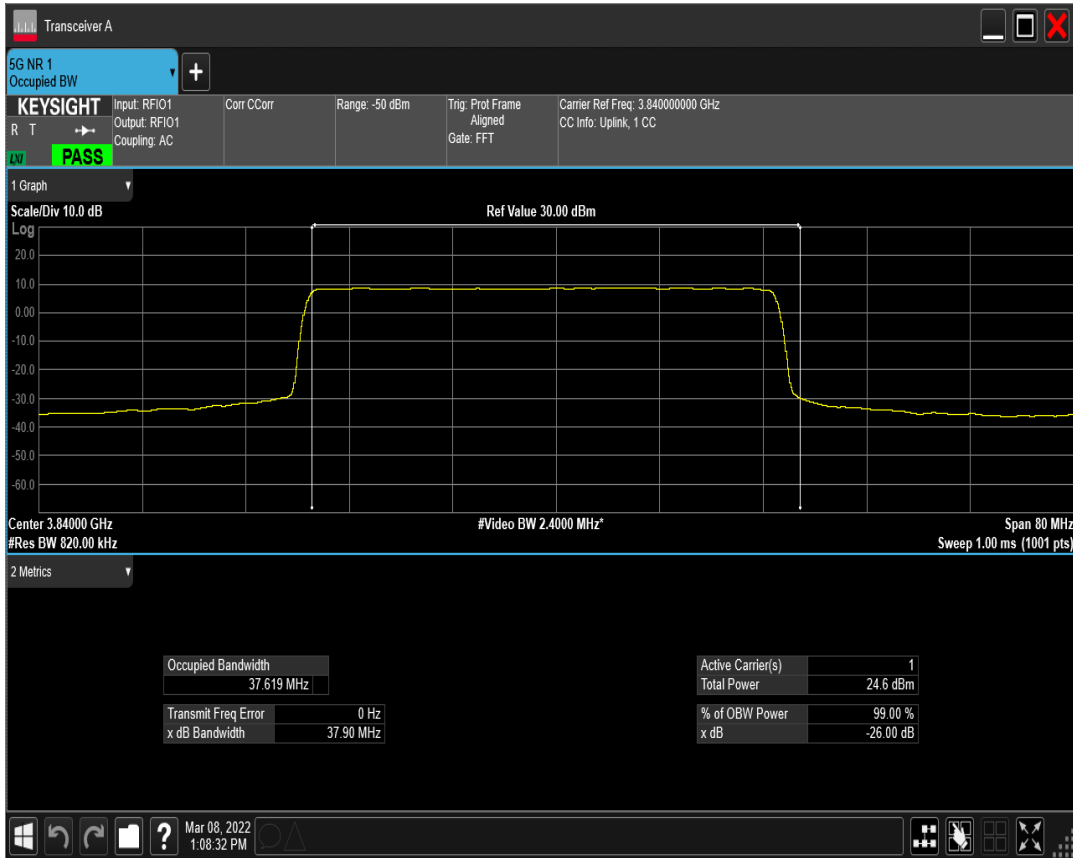 Transceiver A
5G NR 1
Occupied BW
KEYSIGHT
R T
LXI
PASS
Input: RFIO1
Output: RFIO1
Coupling: AC
Corr CCorr
Range: -50 dBm
Trig: Prot Frame
Aligned
Gate: FFT
Carrier Ref Freq: 3.840000000 GHz
CC Info: Uplink, 1 CC
1 Graph
Scale/Div 10.0 dB
Ref Value 30.00 dBm
Log
20.0
10.0
0.00
-10.0
-20.0
-30.0
-40.0
-50.0
-60.0
Center 3.84000 GHz
#Video BW 2.4000 MHz*
Span 80 MHz
#Res BW 820.00 kHz
Sweep 1.00 ms (1001 pts)
2 Metrics
Occupied Bandwidth
37.619 MHz
Transmit Freq Error 0 Hz
x dB Bandwidth 37.90 MHz
Active Carrier(s) 1
Total Power 24.6 dBm
% of OBW Power 99.00 %
x dB -26.00 dB
?
Mar 08, 2022
1:08:32 PM